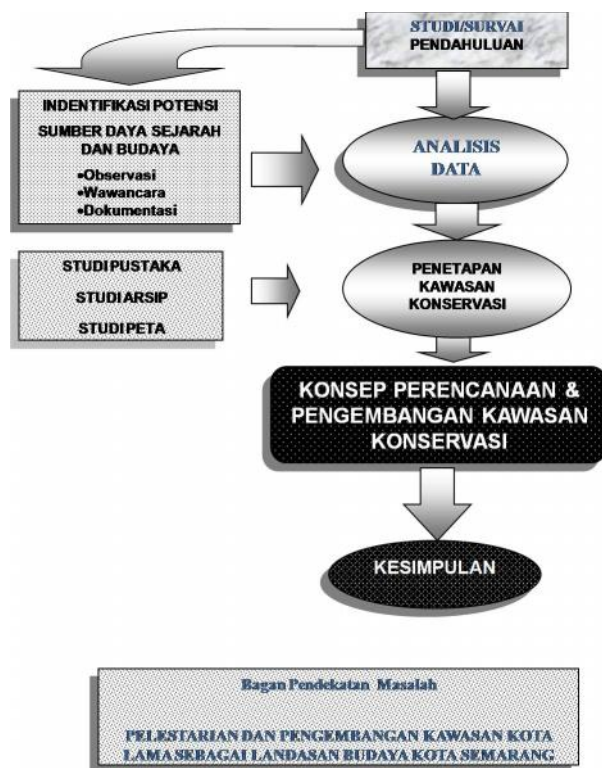 STUDI/SURVAI
PENDAHULUAN
INDENTIFIKASI POTENSI
SUMBER DAYA SEJARAH
DAN BUDAYA
•Observasi
•Wawancara
•Dokumentasi
ANALISIS
DATA
STUDI PUSTAKA
STUDI ARSIP
STUDI PETA
PENETAPAN
KAWASAN
KONSERVASI
KONSEP PERENCANAAN &
PENGEMBANGAN KAWASAN
KONSERVASI
KESIMPULAN
Bagan Pendekatan Masalah
PELESTARIAN DAN PENGEMBANGAN KAWASAN KOTA
LAMA SEBAGAI LANDASAN BUDAYA KOTA SEMARANG